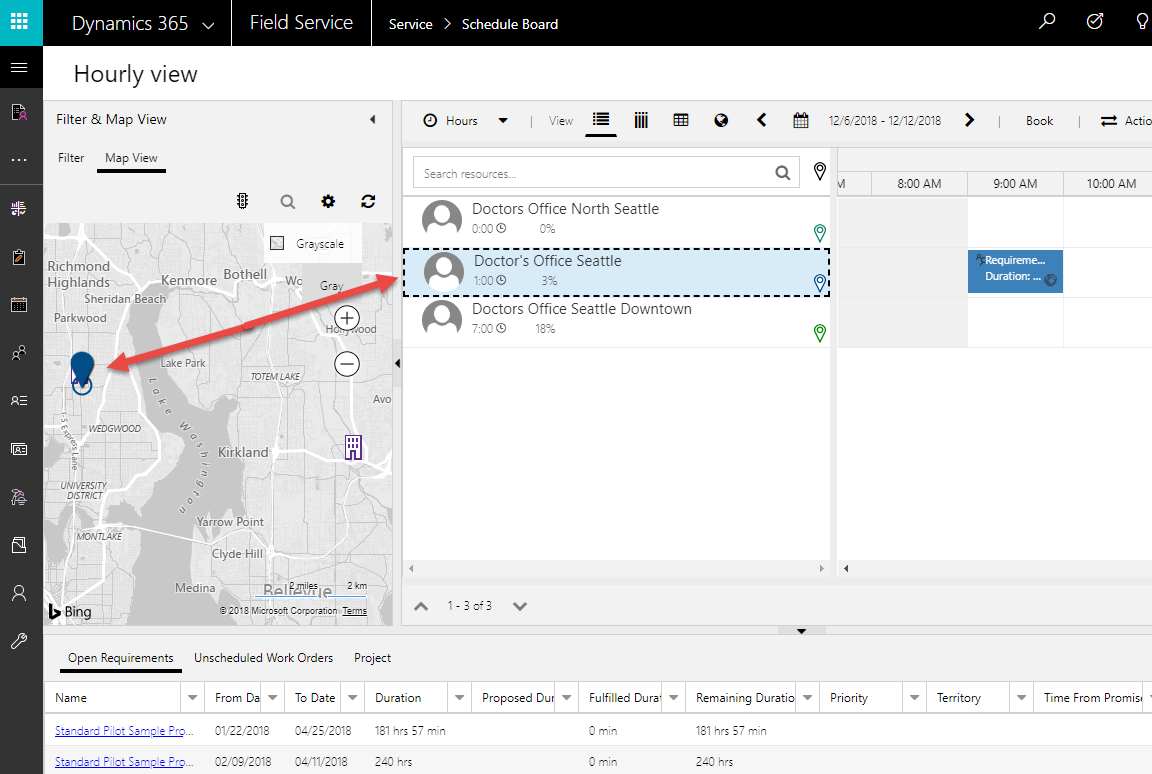 Dynamics 365
Field Service
Service > Schedule Board
Hourly view
Filter & Map View
Filter
Map View
Hours
View
12/6/2018 - 12/12/2018
Book
Actio
Search resources...
M
8:00 AM
9:00 AM
10:00 AM
Doctors Office North Seattle
0:00
0%
Doctor's Office Seattle
1:00
3%
Doctors Office Seattle Downtown
7:00
18%
Requireme...
Duration: ...
Grayscale
Gray
Richmond
Highlands
Kenmore
Bothell
Wo
Sheridan Beach
Parkwood
Hollywood
Lake Park
TOTEM LAKE
Avo
Lake Washington
I-5 Express Lane
WEDGWOOD
Kirkland
UNIVERSITY
DISTRICT
Yarrow Point
MONTLAKE
Clyde Hill
Medina
Bellevue
2 miles
2 km
Bing
© 2018 Microsoft Corporation Terms
1 - 3 of 3
Open Requirements
Unscheduled Work Orders
Project
Name
From Da
To Date
Duration
Proposed Dur
Fulfilled Durat
Remaining Duratio
Priority
Territory
Time From Promise
Standard Pilot Sample Pro... 01/22/2018 04/25/2018 181 hrs 57 min 0 min 181 hrs 57 min
Standard Pilot Sample Pro... 02/09/2018 04/11/2018 240 hrs 0 min 240 hrs